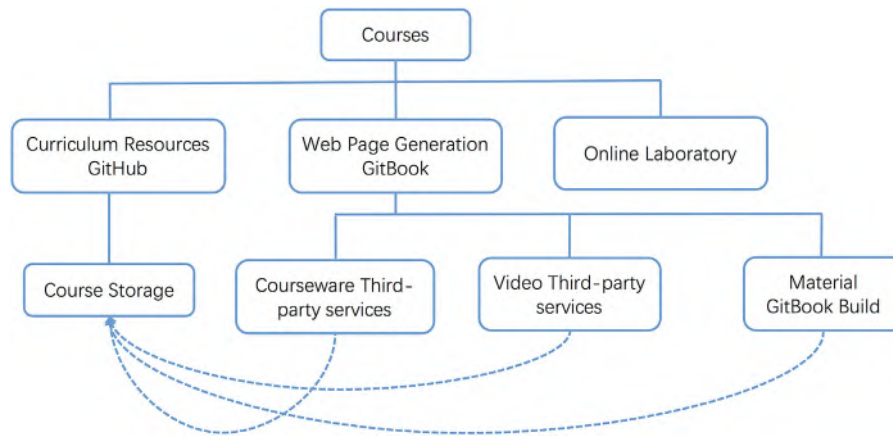 Courses
Curriculum Resources
GitHub
Web Page Generation
GitBook
Online Laboratory
Course Storage
Courseware Third-
party services
Video Third-party
services
Material
GitBook Build